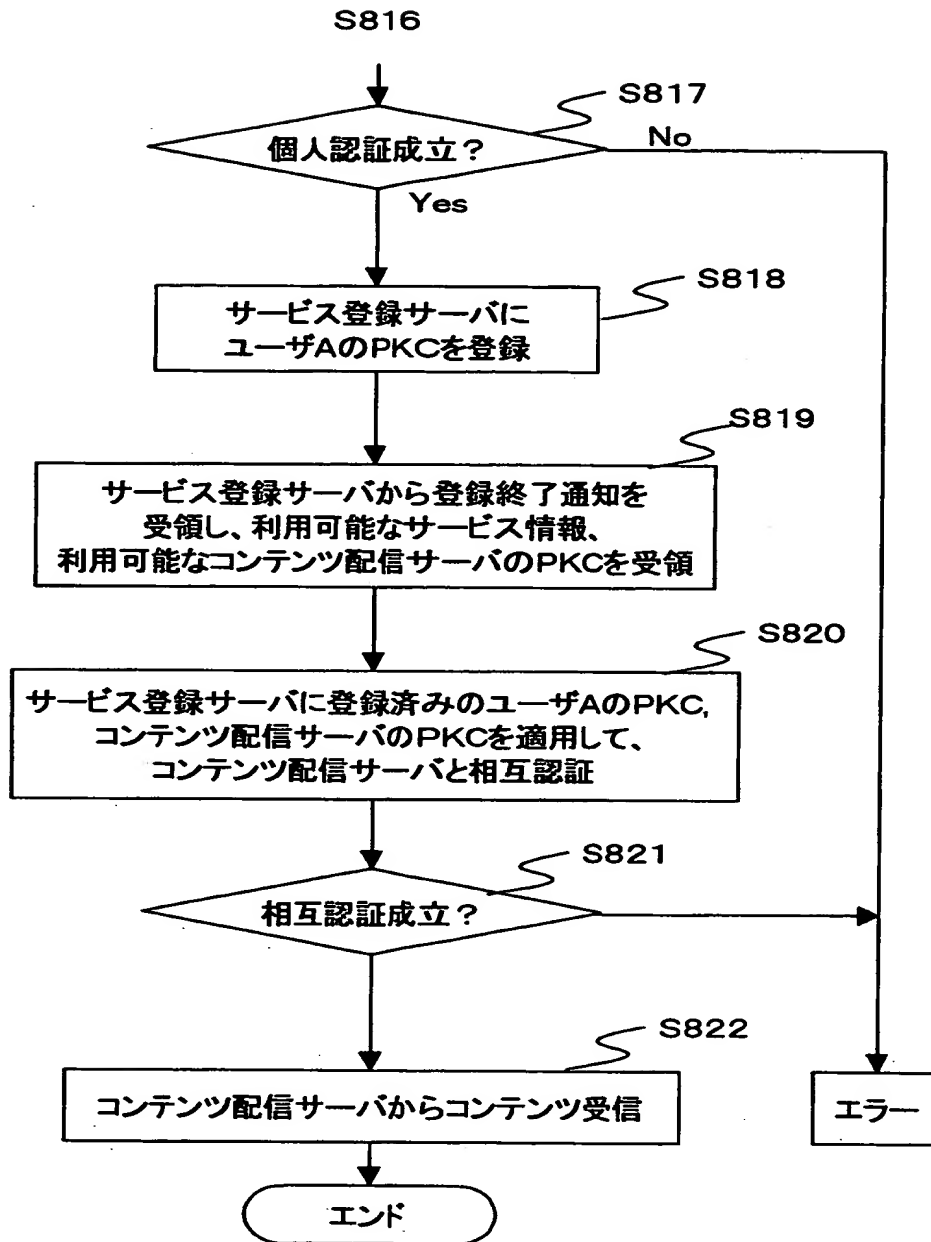 S816
S817
個人認証成立？
No
Yes
S818
サービス登録サーバに
ユーザAのPKCを登録
S819
サービス登録サーバから登録終了通知を
受領し、利用可能なサービス情報、
利用可能なコンテンツ配信サーバのPKCを受領
S820
サービス登録サーバに登録済みのユーザAのPKC,
コンテンツ配信サーバのPKCを適用して、
コンテンツ配信サーバと相互認証
S821
相互認証成立？
S822
コンテンツ配信サーバからコンテンツ受信
エラー
エンド